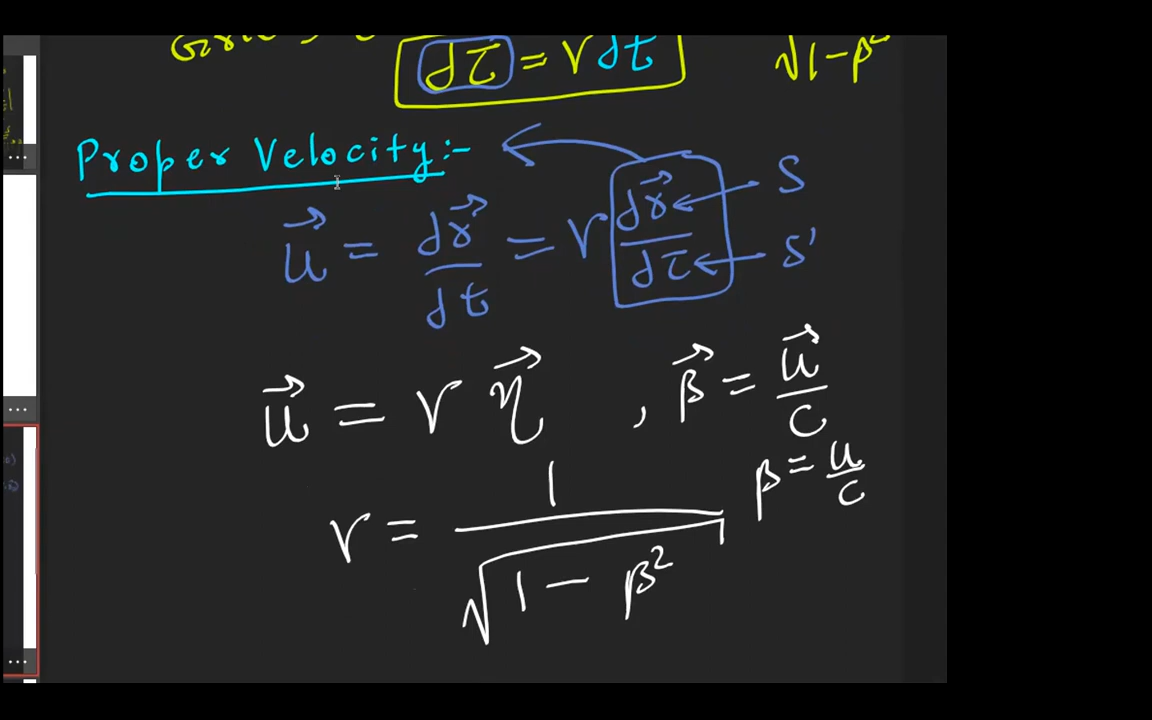 dτ = γ dt
√1-β²
Proper Velocity:-
u⃗ = dr⃗/dt = γ dr⃗/dτ ← S
← S'
u⃗ = γ η⃗ , β⃗ = u⃗/c
β = u/c
γ = 1/√(1 - β²)